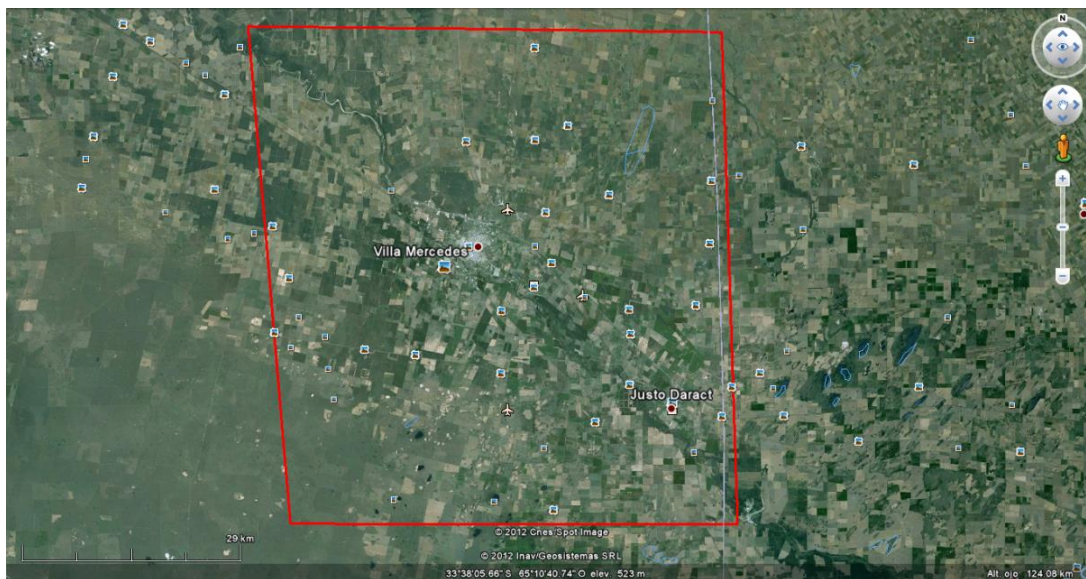 N
Villa Mercedes
Justo Daract
© 2012 Cnes/Spot Image
29 km
© 2012 Inav/Geosistemas SRL
33°38'05.66" S 65°10'40.74" O elev 523 m
Alt. ojo 124.08 km